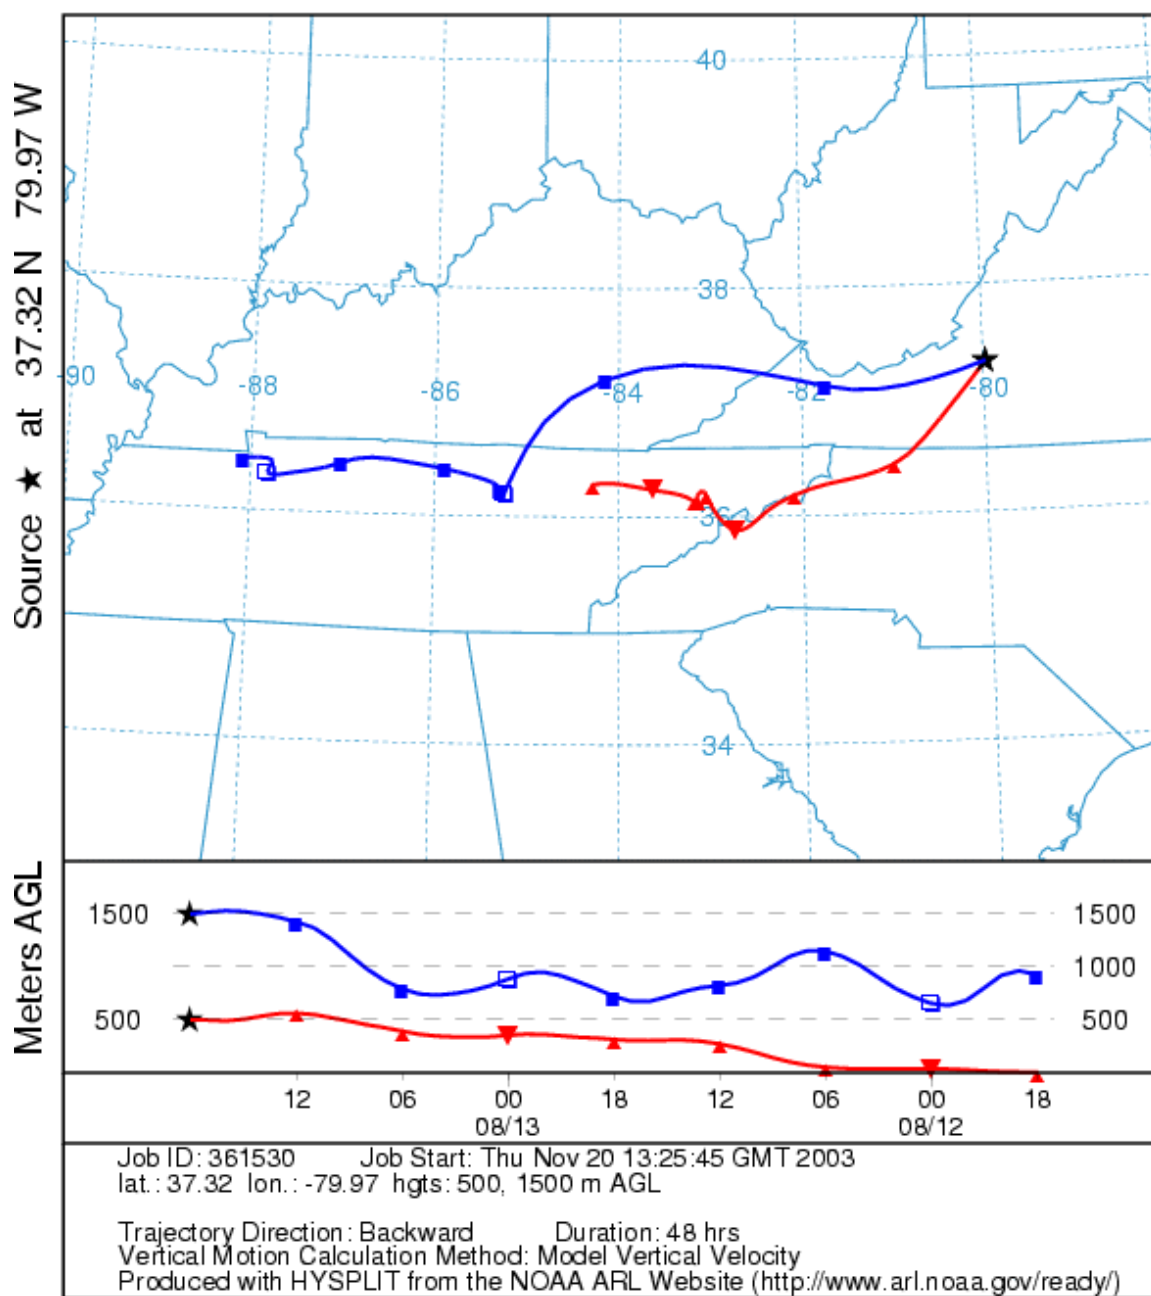 Source ★ at 37.32 N 79.97 W
40
38
-90
-88
-86
-84
-82
-80
36
34
Meters AGL
1500
1500
1000
500
500
12 06 00 18 12 06 00 18
08/13 08/12
Job ID: 361530 Job Start: Thu Nov 20 13:25:45 GMT 2003
lat.: 37.32 lon.: -79.97 hgts: 500, 1500 m AGL
Trajectory Direction: Backward Duration: 48 hrs
Vertical Motion Calculation Method: Model Vertical Velocity
Produced with HYSPLIT from the NOAA ARL Website (http://www.arl.noaa.gov/ready/)